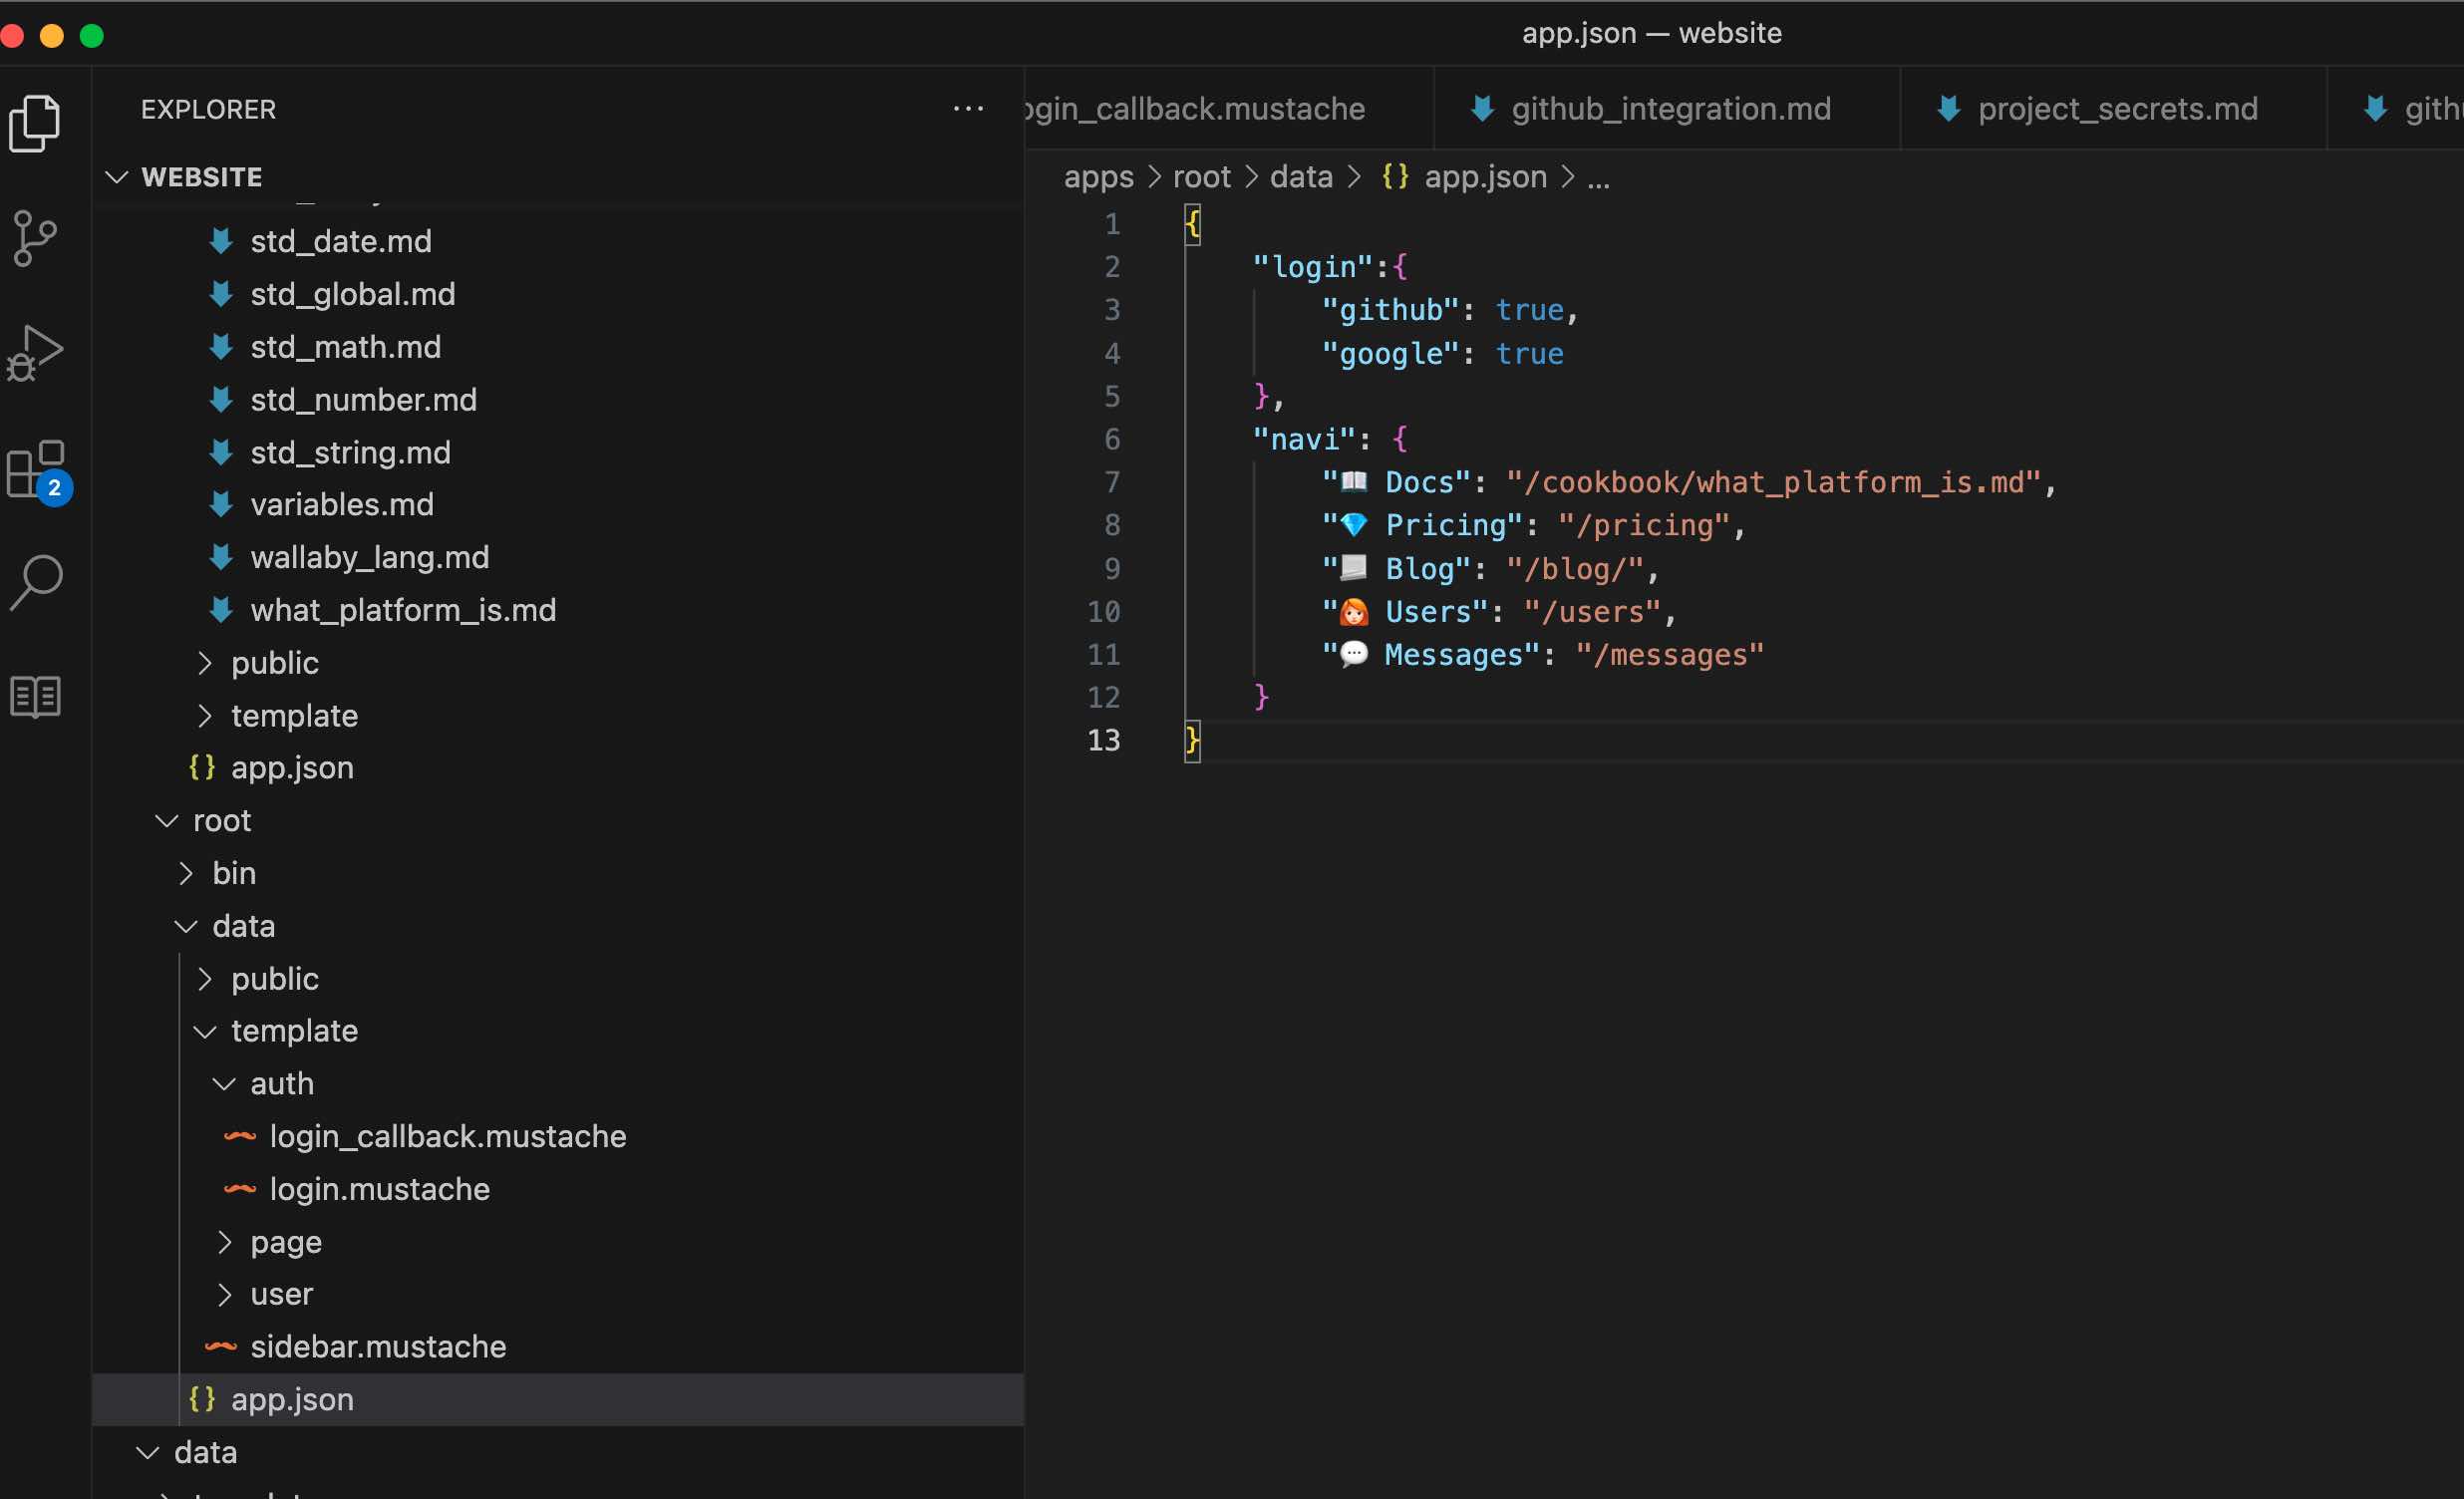 app.json — website
EXPLORER
WEBSITE
std_date.md
std_global.md
std_math.md
std_number.md
std_string.md
variables.md
wallaby_lang.md
what_platform_is.md
public
template
{} app.json
root
bin
data
public
template
auth
login_callback.mustache
login.mustache
page
user
sidebar.mustache
{} app.json
data
2
ogin_callback.mustache
github_integration.md
project_secrets.md
gith
apps > root > data > {} app.json > ...
1 {
2 "login":{
3 "github": true,
4 "google": true
5 },
6 "navi": {
7 "📖 Docs": "/cookbook/what_platform_is.md",
8 "💎 Pricing": "/pricing",
9 "📃 Blog": "/blog/",
10 "👩‍🦰 Users": "/users",
11 "💬 Messages": "/messages"
12 }
13 }